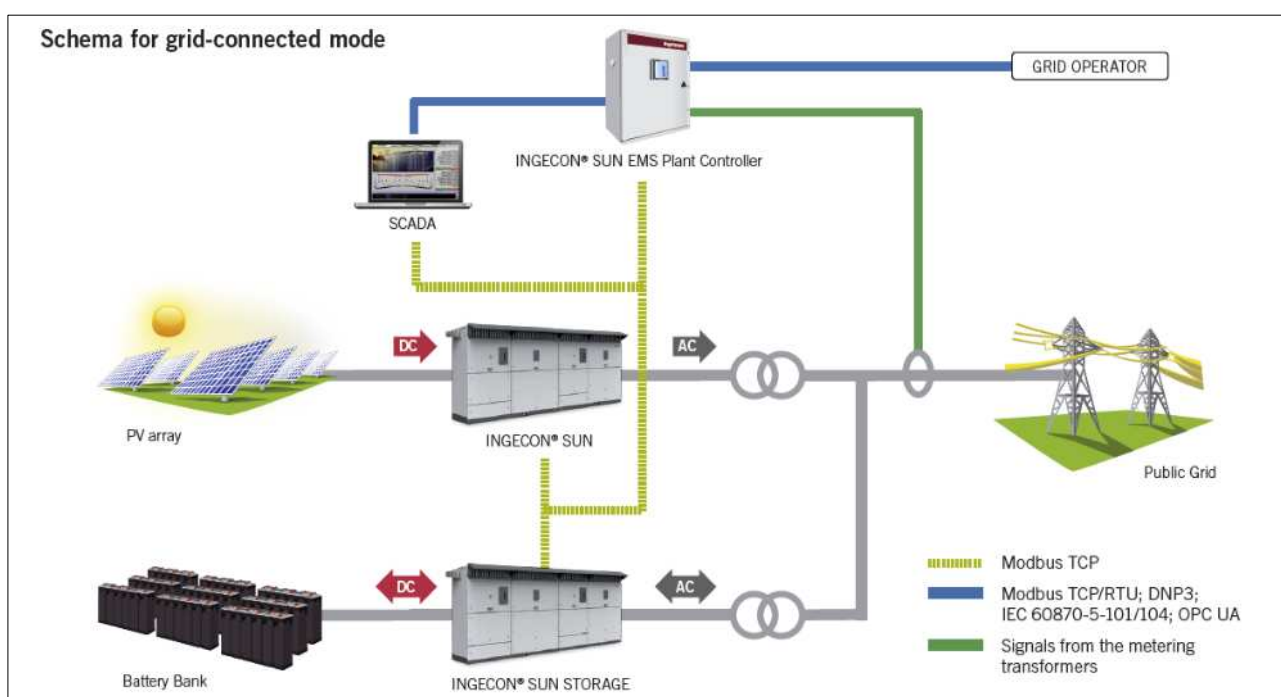 Schema for grid-connected mode
GRID OPERATOR
INGECON® SUN EMS Plant Controller
SCADA
DC
AC
PV array
INGECON® SUN
Public Grid
DC
AC
Battery Bank
INGECON® SUN STORAGE
Modbus TCP
Modbus TCP/RTU; DNP3;
IEC 60870-5-101/104; OPC UA
Signals from the metering
transformers